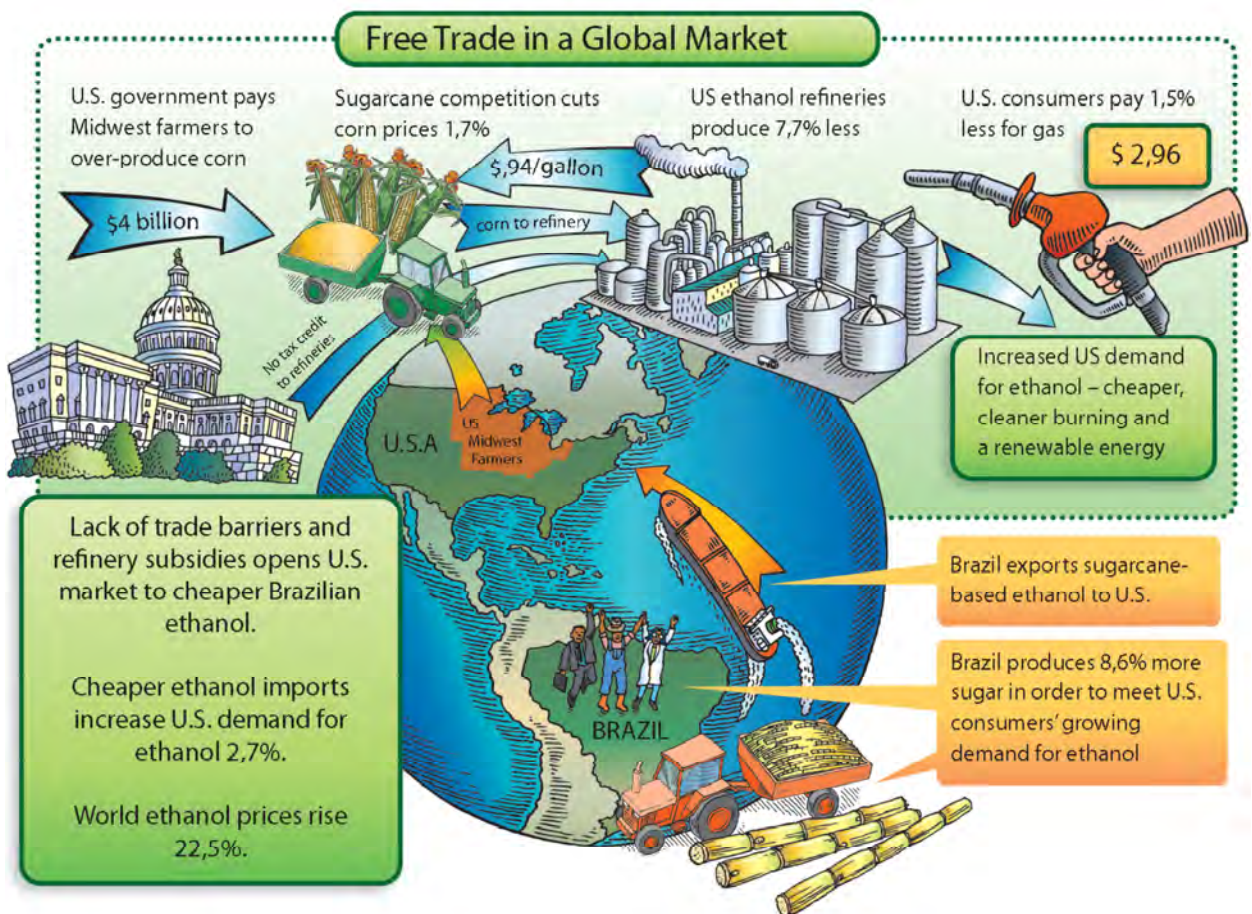 Free Trade in a Global Market
U.S. government pays
Midwest farmers to
over-produce corn
$4 billion
Sugarcane competition cuts
corn prices 1,7%
$,94/gallon
corn to refinery
US ethanol refineries
produce 7,7% less
U.S. consumers pay 1,5%
less for gas
$ 2,96
No tax credit
to refineries
Increased US demand
for ethanol – cheaper,
cleaner burning and
a renewable energy
U.S.A
US
Midwest
Farmers
Lack of trade barriers and
refinery subsidies opens U.S.
market to cheaper Brazilian
ethanol.
Cheaper ethanol imports
increase U.S. demand for
ethanol 2,7%.
World ethanol prices rise
22,5%.
Brazil exports sugarcane-
based ethanol to U.S.
BRAZIL
Brazil produces 8,6% more
sugar in order to meet U.S.
consumers' growing
demand for ethanol